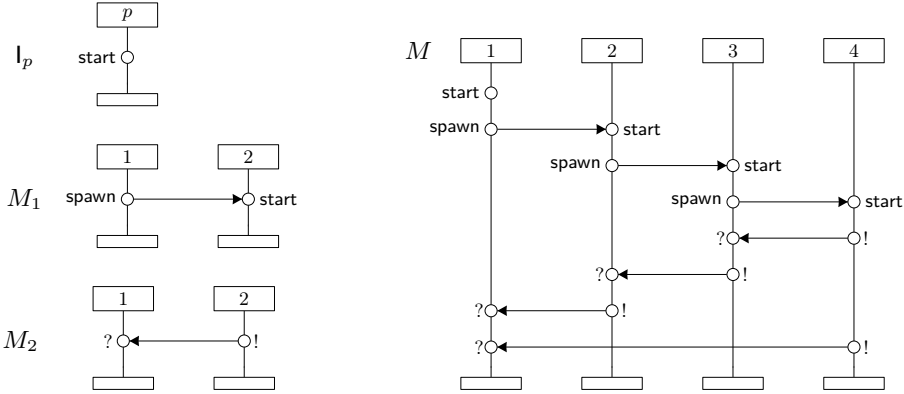 I_p
p
start
M_1
1 2
spawn start
M_2
1 2
? !
M
1 2 3 4
start
spawn start
spawn start
spawn start
? !
? !
? !
? !